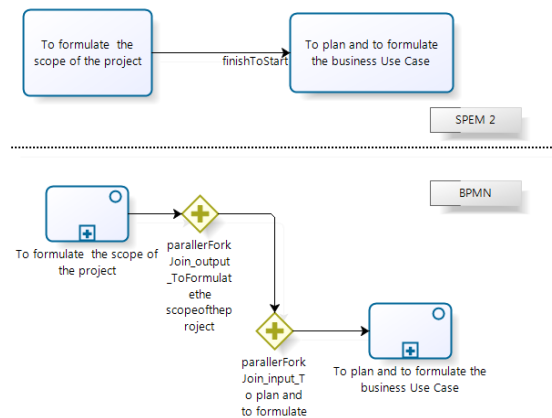 To formulate the
scope of the project
finishToStart
To plan and to formulate
the business Use Case
SPEM 2
BPMN
To formulate the scope of
the project
parallerFork
Join_output
_ToFormulat
ethe
scopeofthep
roject
parallerFork
Join_input_T
o plan and
to formulate
To plan and to formulate the
business Use Case